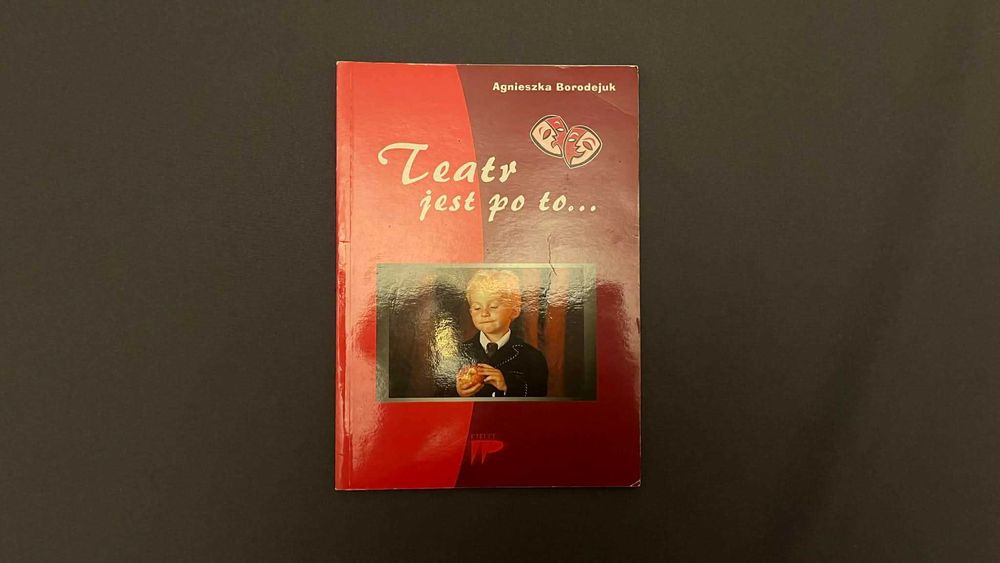 Agnieszka Borodejuk
Teatr
jest po to...